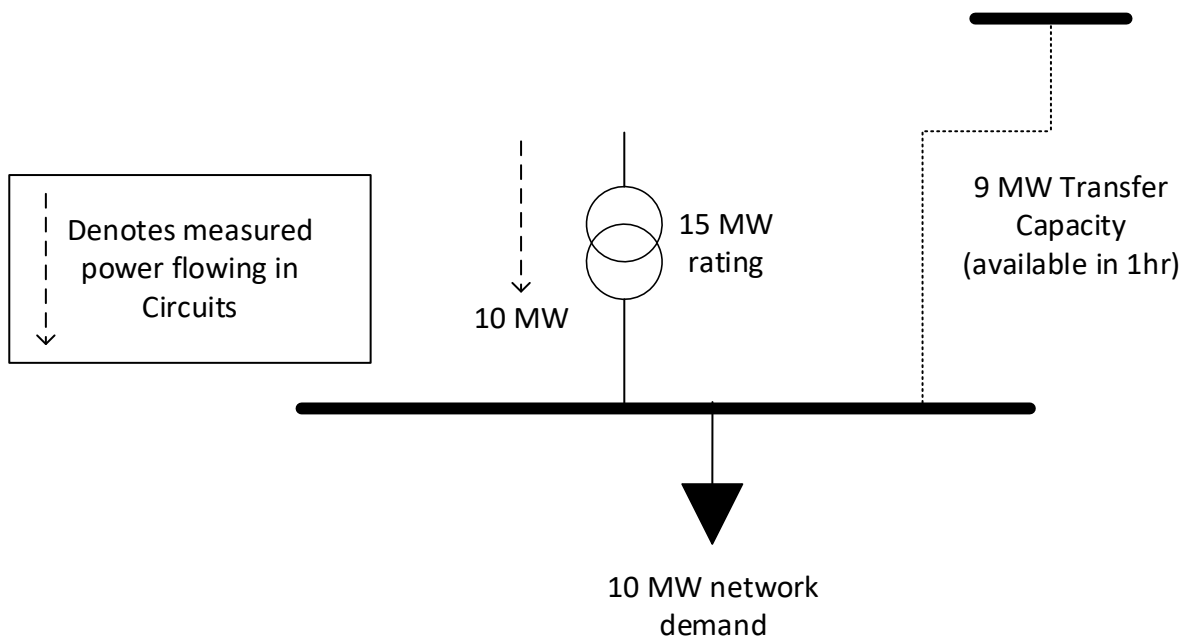 Denotes measured
power flowing in
Circuits
10 MW
15 MW
rating
9 MW Transfer
Capacity
(available in 1hr)
10 MW network
demand